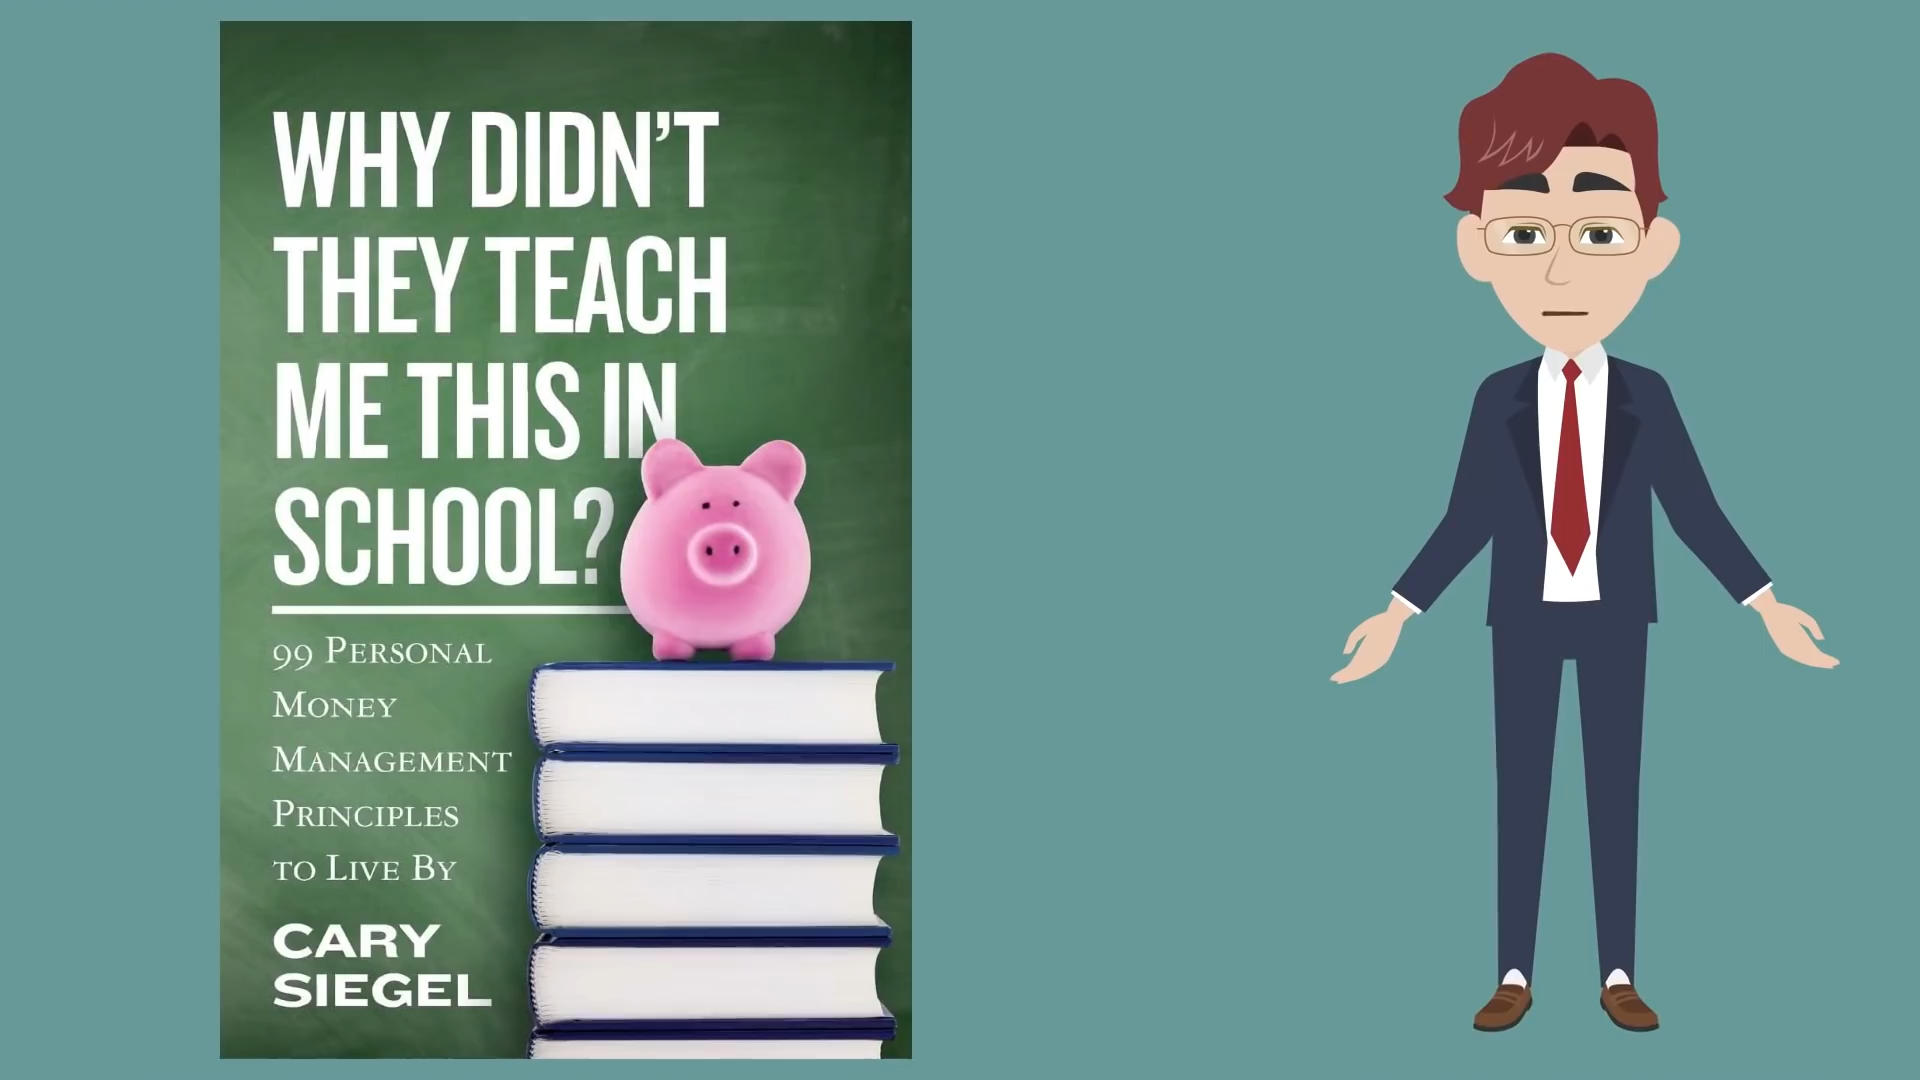 WHY DIDN'T
THEY TEACH
ME THIS IN
SCHOOL?
99 PERSONAL
MONEY
MANAGEMENT
PRINCIPLES
TO LIVE BY
CARY
SIEGEL